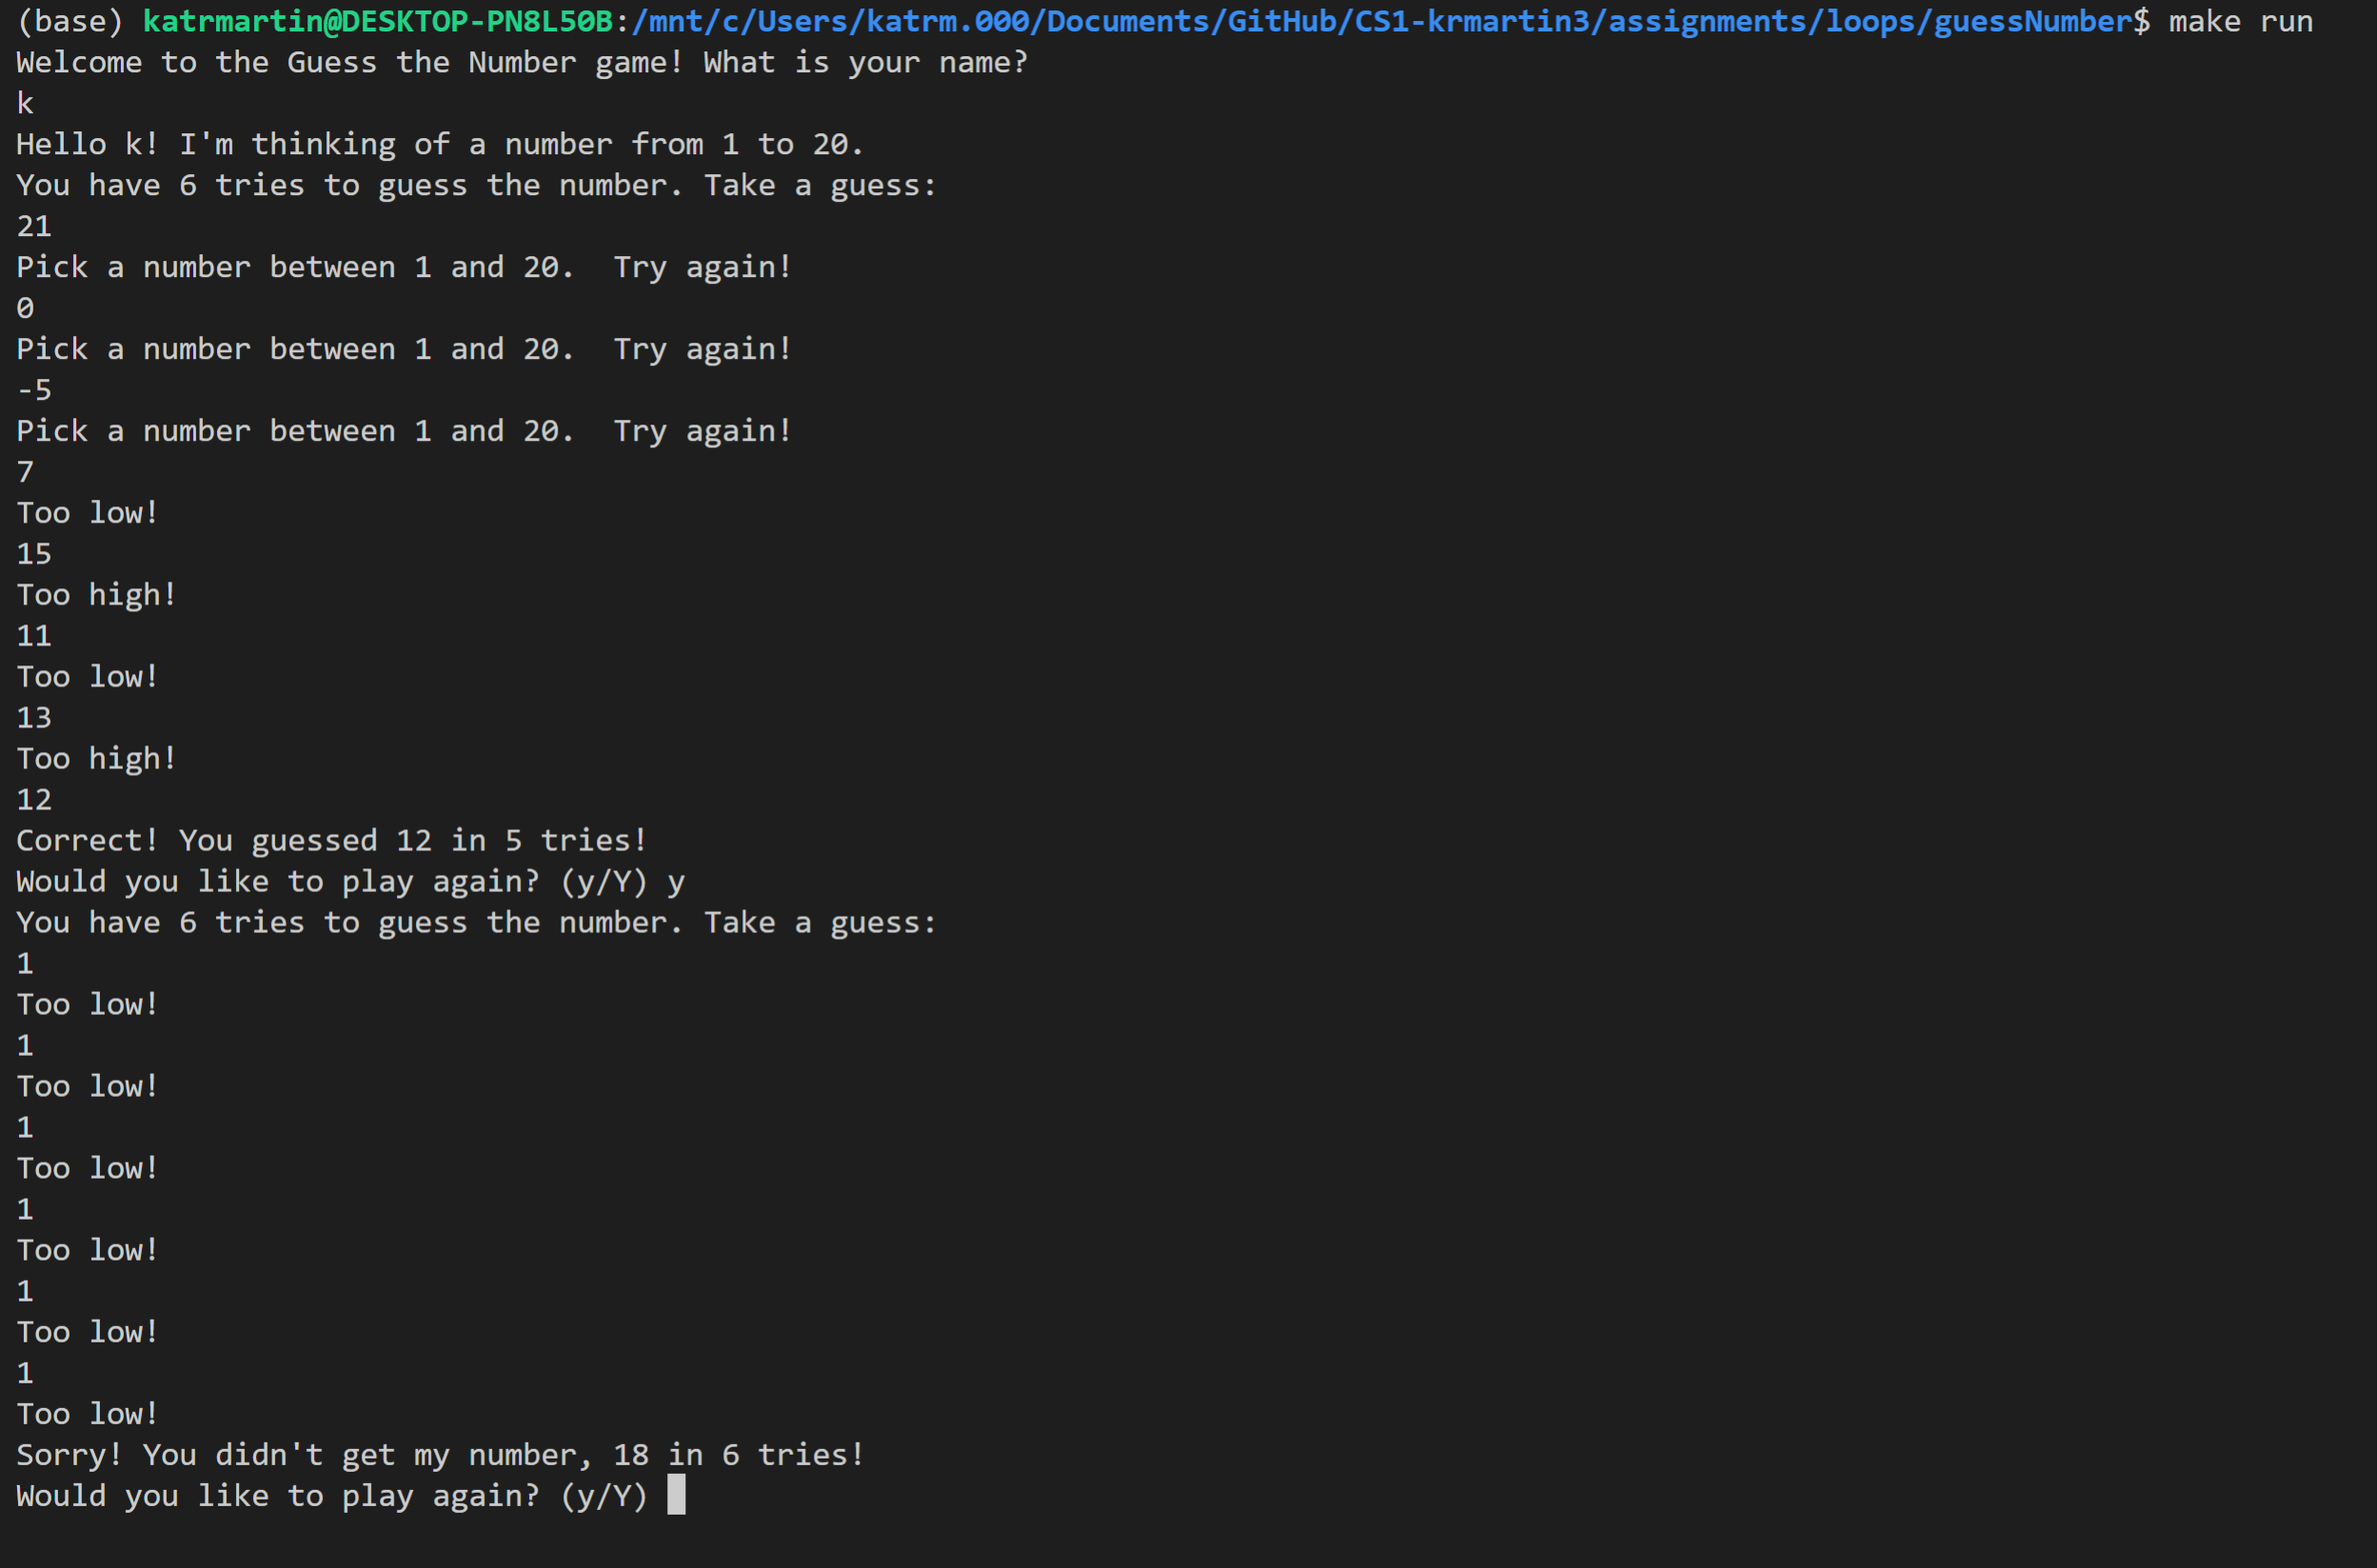 (base) katrmartin@DESKTOP-PN8L50B:/mnt/c/Users/katrm.000/Documents/GitHub/CS1-krmartin3/assignments/loops/guessNumber$ make run
Welcome to the Guess the Number game! What is your name?
k
Hello k! I'm thinking of a number from 1 to 20.
You have 6 tries to guess the number. Take a guess:
21
Pick a number between 1 and 20.  Try again!
0
Pick a number between 1 and 20.  Try again!
-5
Pick a number between 1 and 20.  Try again!
7
Too low!
15
Too high!
11
Too low!
13
Too high!
12
Correct! You guessed 12 in 5 tries!
Would you like to play again? (y/Y) y
You have 6 tries to guess the number. Take a guess:
1
Too low!
1
Too low!
1
Too low!
1
Too low!
1
Too low!
1
Too low!
Sorry! You didn't get my number, 18 in 6 tries!
Would you like to play again? (y/Y)